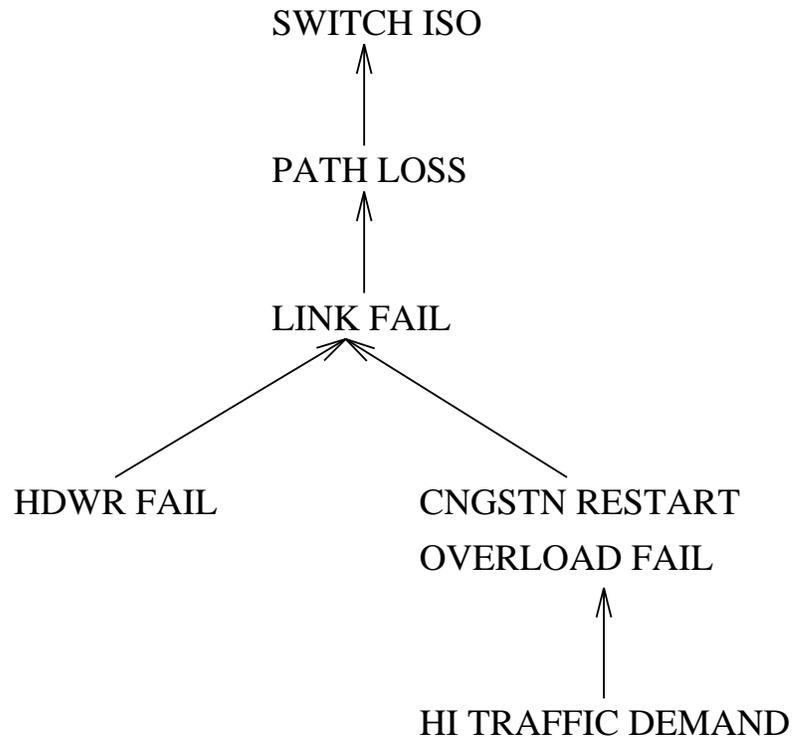 SWITCH ISO
PATH LOSS
LINK FAIL
HDWR FAIL
CNGSTN RESTART
OVERLOAD FAIL
HI TRAFFIC DEMAND